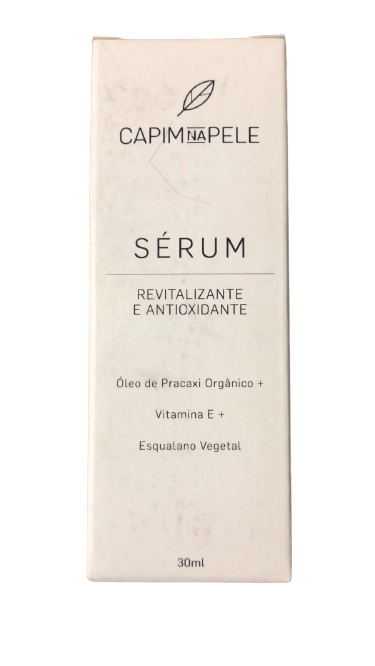 CAPIM NA PELE
SÉRUM
REVITALIZANTE
E ANTIOXIDANTE
Óleo de Pracaxi Orgânico +
Vitamina E +
Esqualano Vegetal
30ml